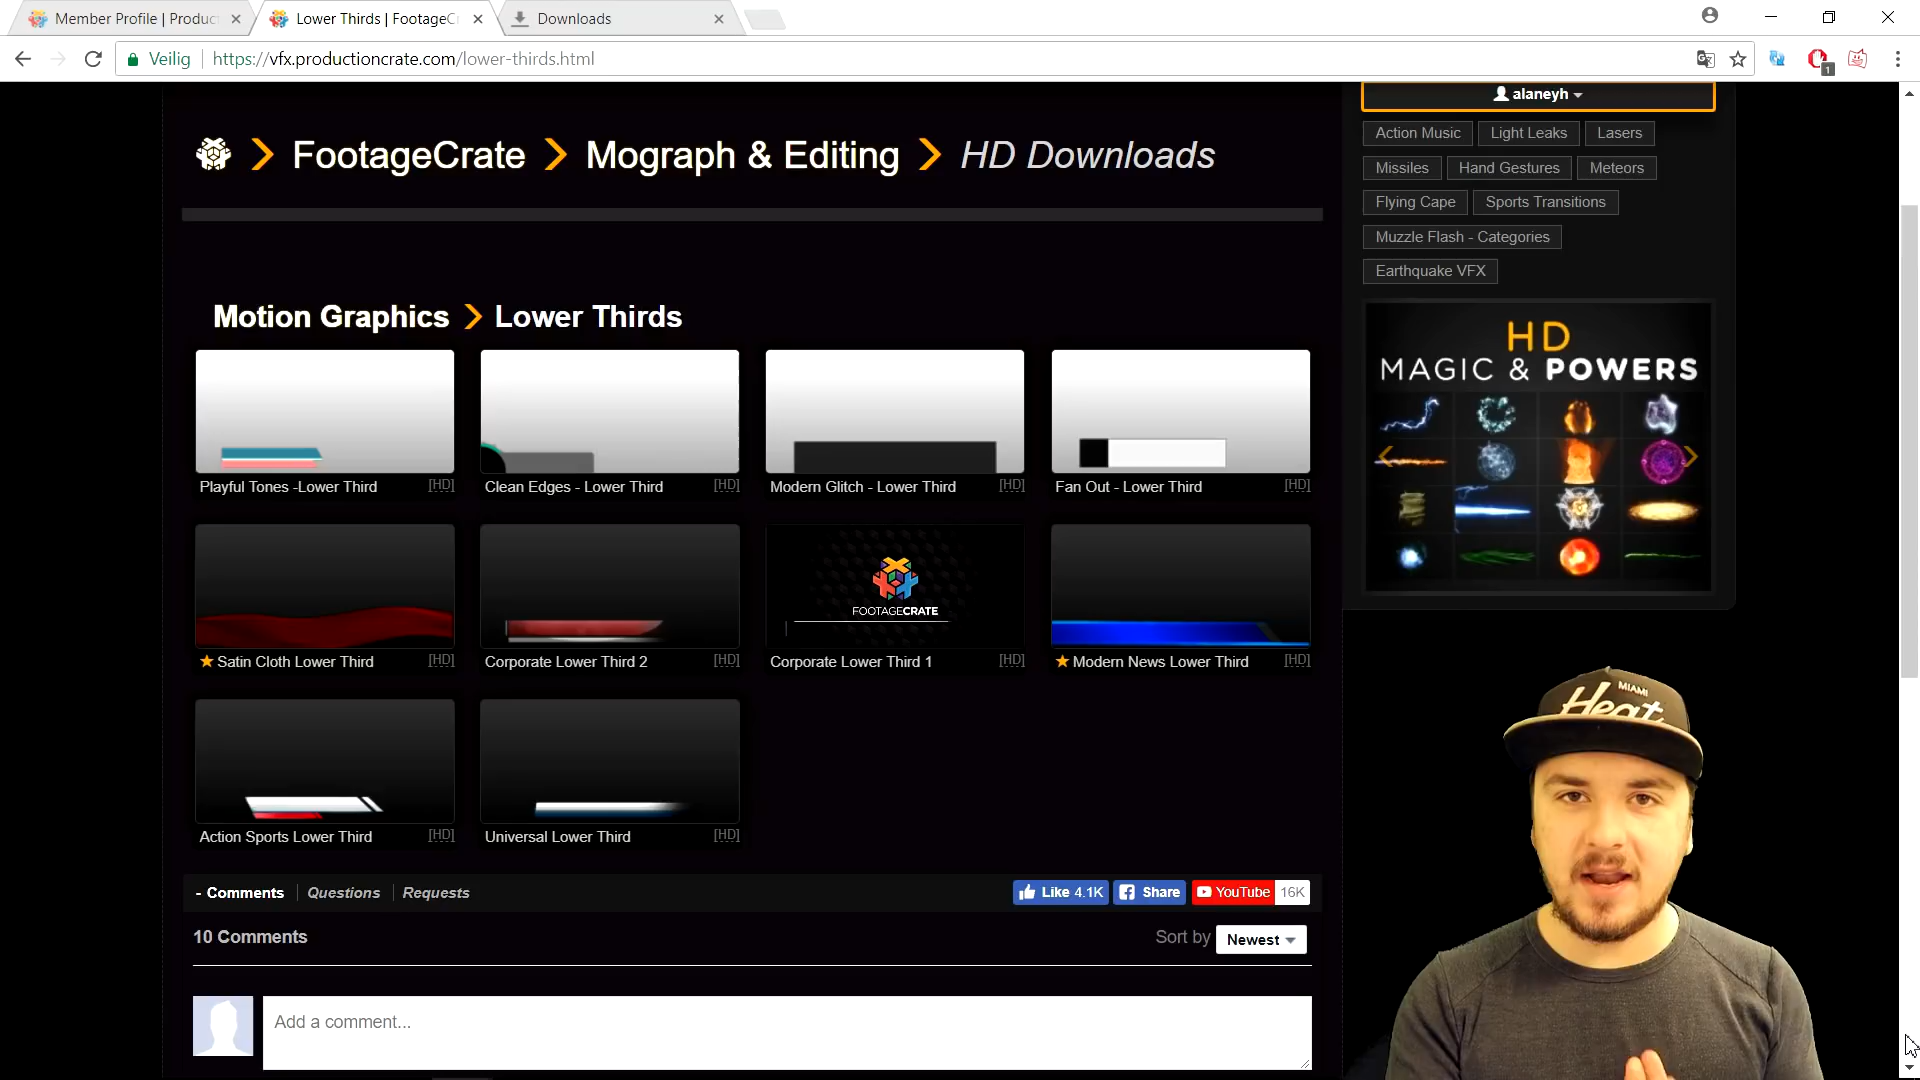 Member Profile | Produc
Lower Thirds | FootageC
Downloads
Veilig
https://vfx.productioncrate.com/lower-thirds.html
1
alaneyh
FootageCrate
Mograph & Editing
HD Downloads
Action Music
Light Leaks
Lasers
Missiles
Hand Gestures
Meteors
Flying Cape
Sports Transitions
Muzzle Flash - Categories
Earthquake VFX
HD
MAGIC & POWERS
Motion Graphics
Lower Thirds
Playful Tones -Lower Third
[HD]
Clean Edges - Lower Third
[HD]
Modern Glitch - Lower Third
[HD]
Fan Out - Lower Third
[HD]
FOOTAGECRATE
Satin Cloth Lower Third
[HD]
Corporate Lower Third 2
[HD]
Corporate Lower Third 1
[HD]
Modern News Lower Third
[HD]
Action Sports Lower Third
[HD]
Universal Lower Third
[HD]
MIAMI
Heat
- Comments
Questions
Requests
Like 4.1K
Share
YouTube
16K
10 Comments
Sort by
Newest
Add a comment...